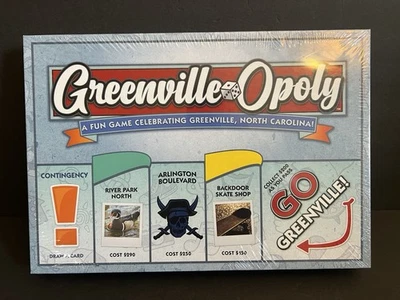 Greenville-Opoly
A FUN GAME CELEBRATING GREENVILLE, NORTH CAROLINA!
CONTINGENCY
!
DRAW A CARD
RIVER PARK
NORTH
COST $290
ARLINGTON
BOULEVARD
COST $250
BACKDOOR
SKATE SHOP
COST $150
COLLECT $200
AS YOU PASS
GO
GREENVILLE!